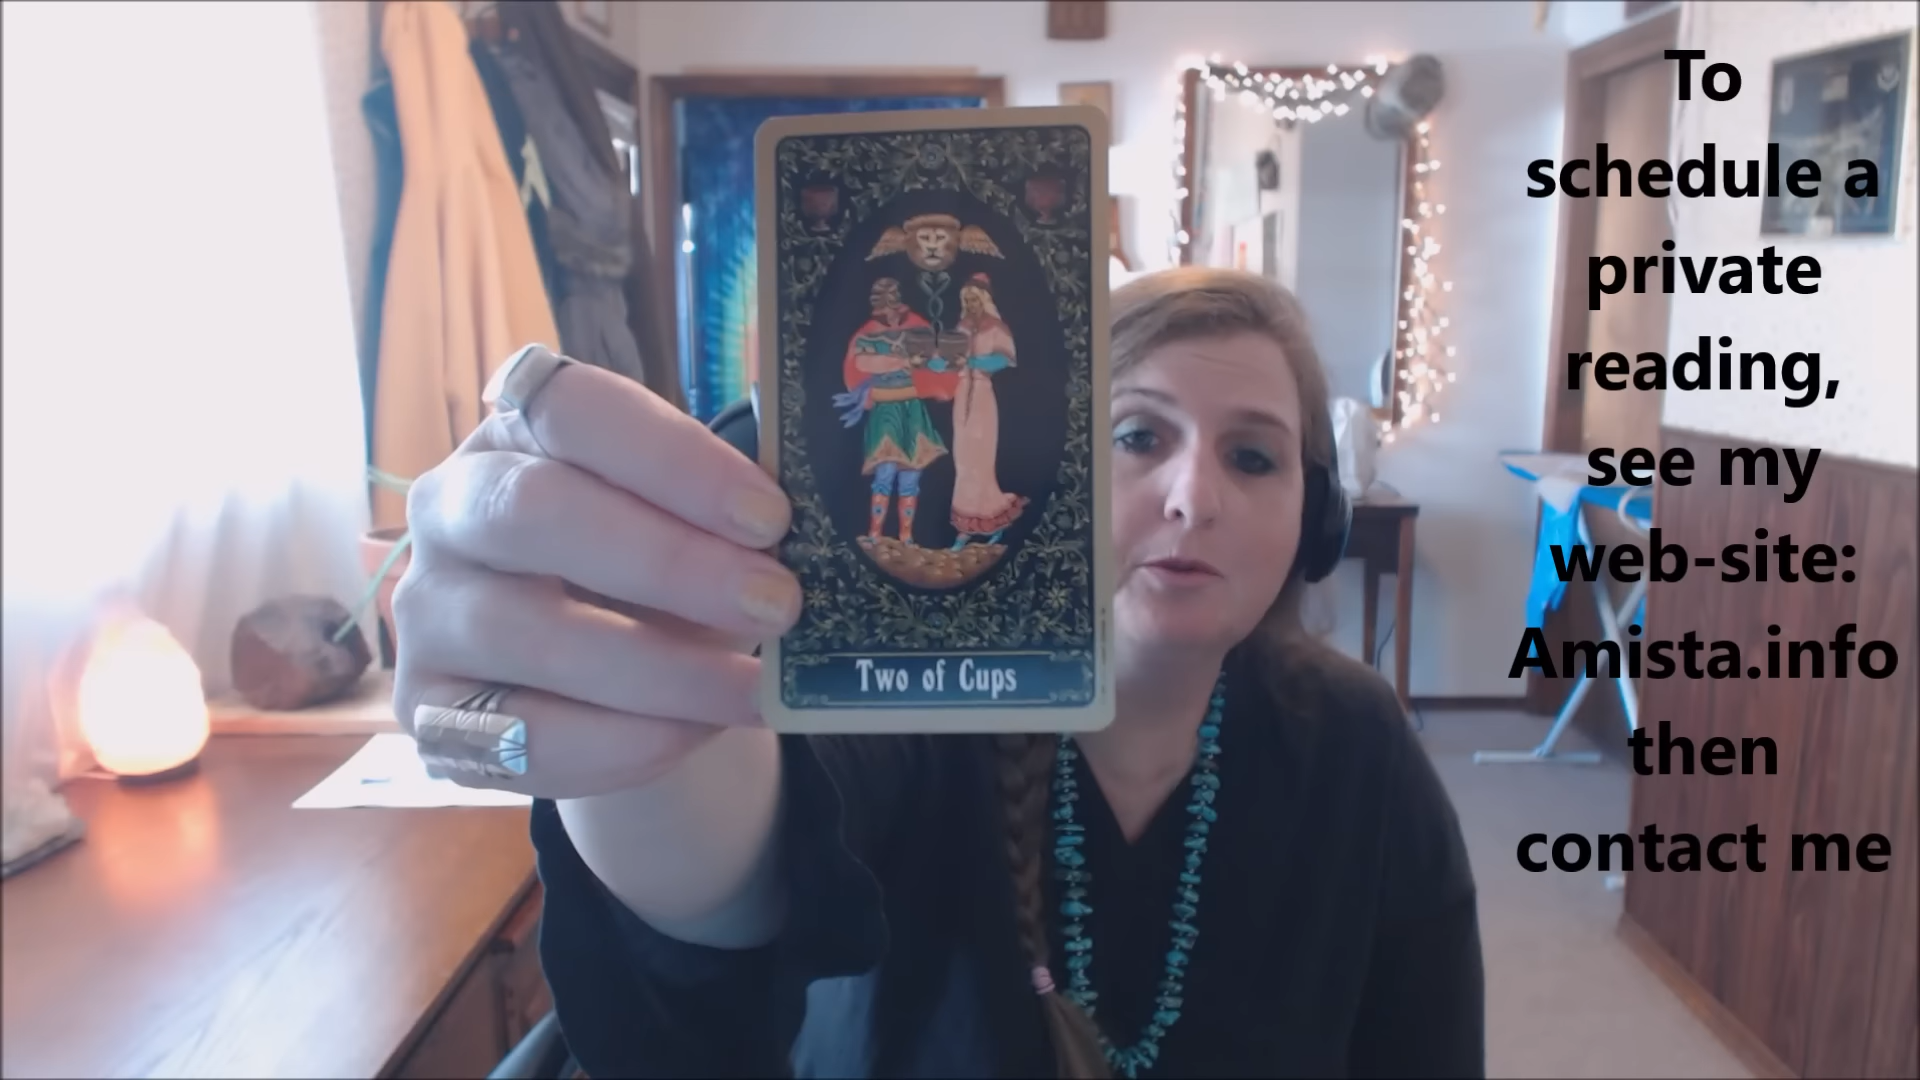 Two of Cups
To
schedule a
private
reading,
see my
web-site:
Amista.info
then
contact me